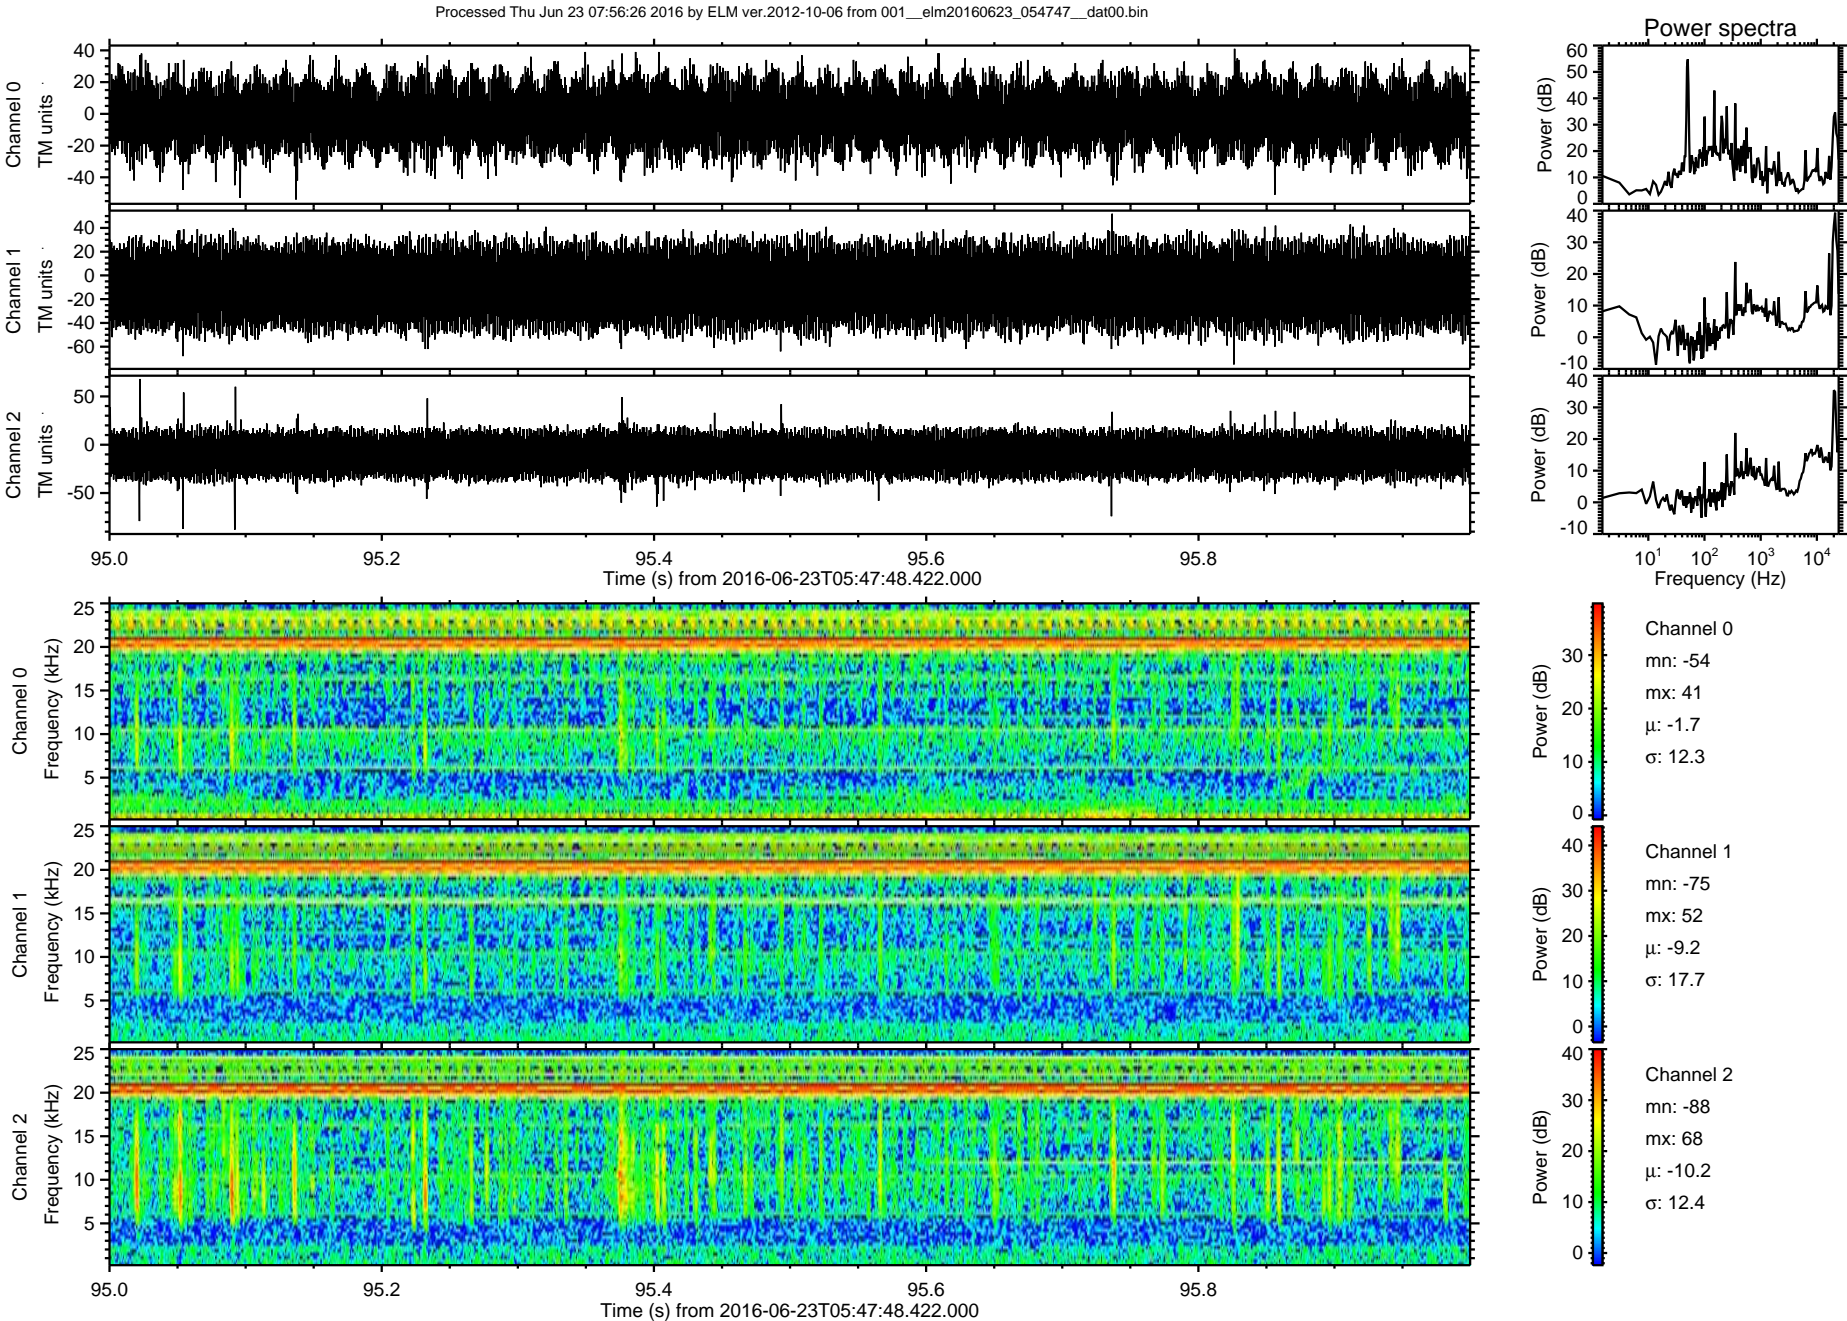 Processed Thu Jun 23 07:56:26 2016 by ELM ver.2012-10-06 from 001__elm20160623_054747__dat00.bin
Power spectra
Channel 0
TM units
40
20
0
-20
-40
Power (dB)
60
50
40
30
20
10
0
Channel 1
TM units
40
20
0
-20
-40
-60
Power (dB)
40
30
20
10
0
-10
Channel 2
TM units
50
0
-50
Power (dB)
40
30
20
10
0
-10
95.0 95.2 95.4 95.6 95.8
Time (s) from 2016-06-23T05:47:48.422.000
10¹ 10² 10³ 10⁴
Frequency (Hz)
Channel 0
Frequency (kHz)
25
20
15
10
5
Power (dB)
30
20
10
0
Channel 0
mn: -54
mx: 41
μ: -1.7
σ: 12.3
Channel 1
Frequency (kHz)
25
20
15
10
5
Power (dB)
40
30
20
10
0
Channel 1
mn: -75
mx: 52
μ: -9.2
σ: 17.7
Channel 2
Frequency (kHz)
25
20
15
10
5
Power (dB)
40
30
20
10
0
Channel 2
mn: -88
mx: 68
μ: -10.2
σ: 12.4
95.0 95.2 95.4 95.6 95.8
Time (s) from 2016-06-23T05:47:48.422.000